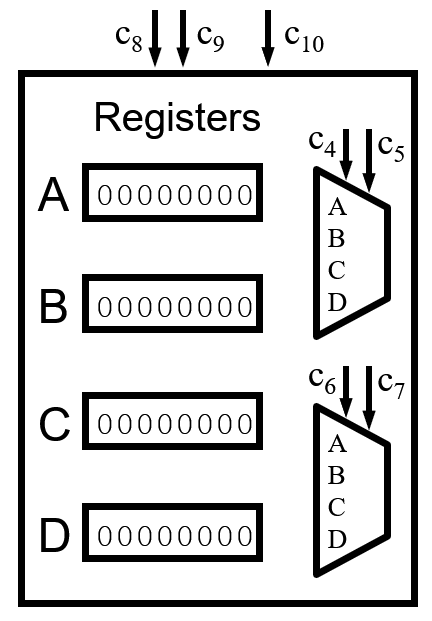 c8 c9 c10
Registers
c4 c5
A 00000000
A
B
C
D
B 00000000
c6 c7
C 00000000
A
B
C
D
D 00000000